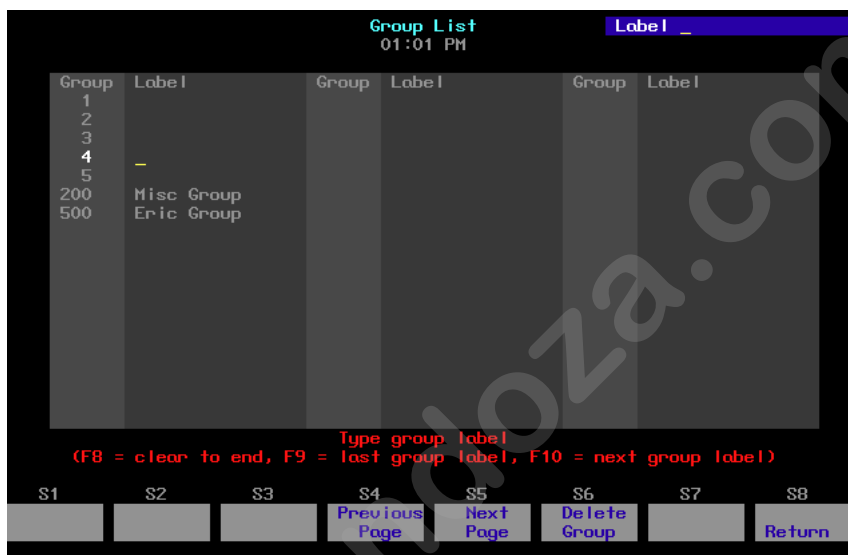 Group List
Label _
01:01 PM
Group Label Group Label Group Label
1
2
3
4 _
5
200 Misc Group
500 Eric Group
Type group label
(F8 = clear to end, F9 = last group label, F10 = next group label)
S1 S2 S3 S4 S5 S6 S7 S8
Previous Page
Next Page
Delete Group
Return
ndoza.com